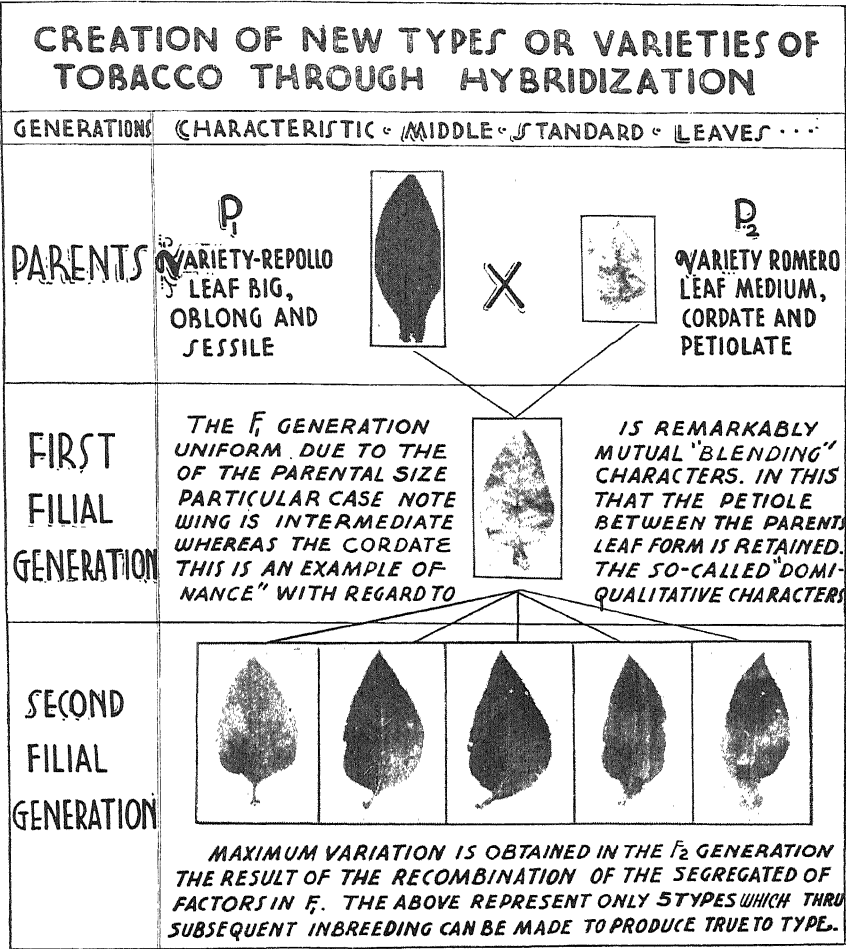 CREATION OF NEW TYPES OR VARIETIES OF
TOBACCO THROUGH HYBRIDIZATION
GENERATIONS
CHARACTERISTIC MIDDLE STANDARD LEAVES ...
PARENTS
P1
VARIETY-REPOLLO
LEAF BIG,
OBLONG AND
SESSILE
X
P2
VARIETY ROMERO
LEAF MEDIUM,
CORDATE AND
PETIOLATE
FIRST
FILIAL
GENERATION
THE F1 GENERATION IS REMARKABLY
UNIFORM DUE TO THE MUTUAL "BLENDING"
OF THE PARENTAL SIZE CHARACTERS. IN THIS
PARTICULAR CASE NOTE THAT THE PETIOLE
WING IS INTERMEDIATE BETWEEN THE PARENTS
WHEREAS THE CORDATE LEAF FORM IS RETAINED.
THIS IS AN EXAMPLE OF THE SO-CALLED "DOMI-
NANCE" WITH REGARD TO QUALITATIVE CHARACTERS
SECOND
FILIAL
GENERATION
MAXIMUM VARIATION IS OBTAINED IN THE F2 GENERATION
THE RESULT OF THE RECOMBINATION OF THE SEGREGATED OF
FACTORS IN F1. THE ABOVE REPRESENT ONLY 5 TYPES WHICH THRU
SUBSEQUENT INBREEDING CAN BE MADE TO PRODUCE TRUE TO TYPE.